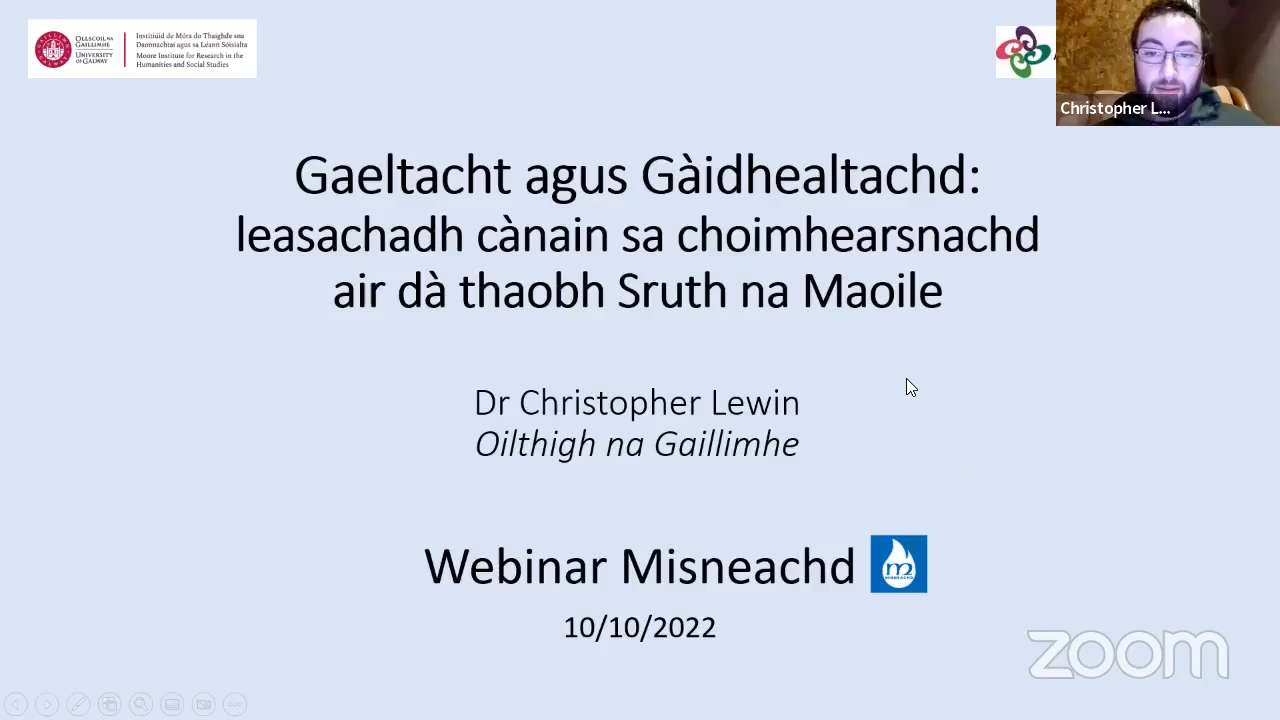 OLLSCOIL NA
GAILLIMHE
UNIVERSITY
OF GALWAY
Institiúid de Móra do Thaighde sna
Daonnachtaí agus sa Léann Sóisialta
Moore Institute for Research in the
Humanities and Social Studies
Christopher L...
Gaeltacht agus Gàidhealtachd:
leasachadh cànain sa choimhearsnachd
air dà thaobh Sruth na Maoile
Dr Christopher Lewin
Oilthigh na Gaillimhe
Webinar Misneachd
MISNEACHD
10/10/2022
zoom